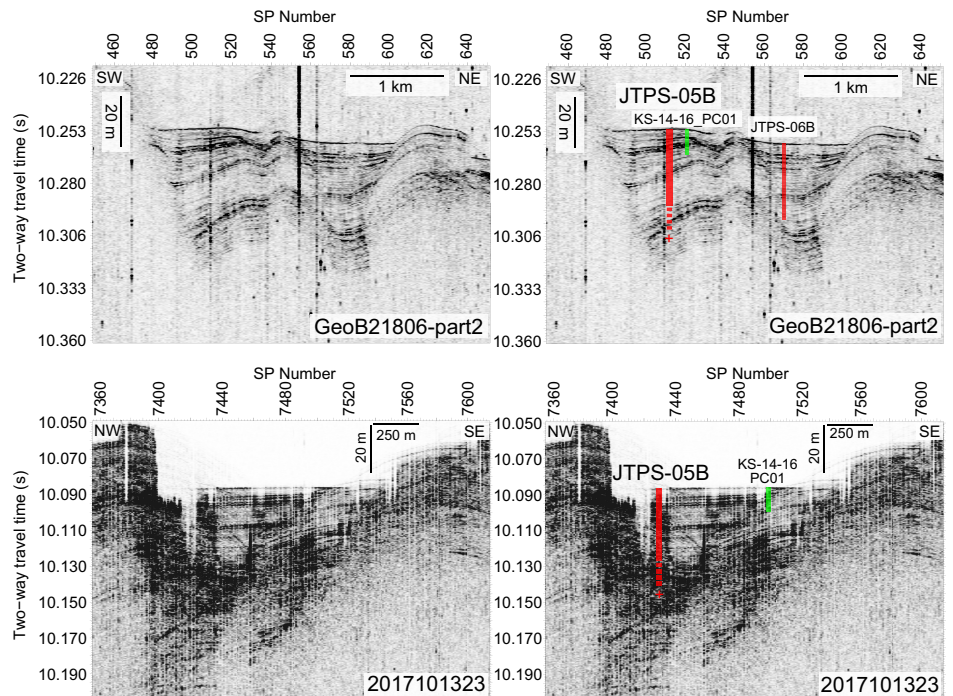 SP Number
460 480 500 520 540 560 580 600 620 640
SW
NE
1 km
20 m
Two-way travel time (s)
10.226
10.253
10.280
10.306
10.333
10.360
GeoB21806-part2
SP Number
460 480 500 520 540 560 580 600 620 640
SW
NE
1 km
20 m
JTPS-05B
KS-14-16_PC01
JTPS-06B
10.226
10.253
10.280
10.306
10.333
10.360
GeoB21806-part2
SP Number
7360 7400 7440 7480 7520 7560 7600
NW
SE
20 m
250 m
Two-way travel time (s)
10.050
10.070
10.090
10.110
10.130
10.150
10.170
10.190
2017101323
SP Number
7360 7400 7440 7480 7520 7560 7600
NW
SE
20 m
250 m
JTPS-05B
KS-14-16
PC01
10.050
10.070
10.090
10.110
10.130
10.150
10.170
10.190
2017101323